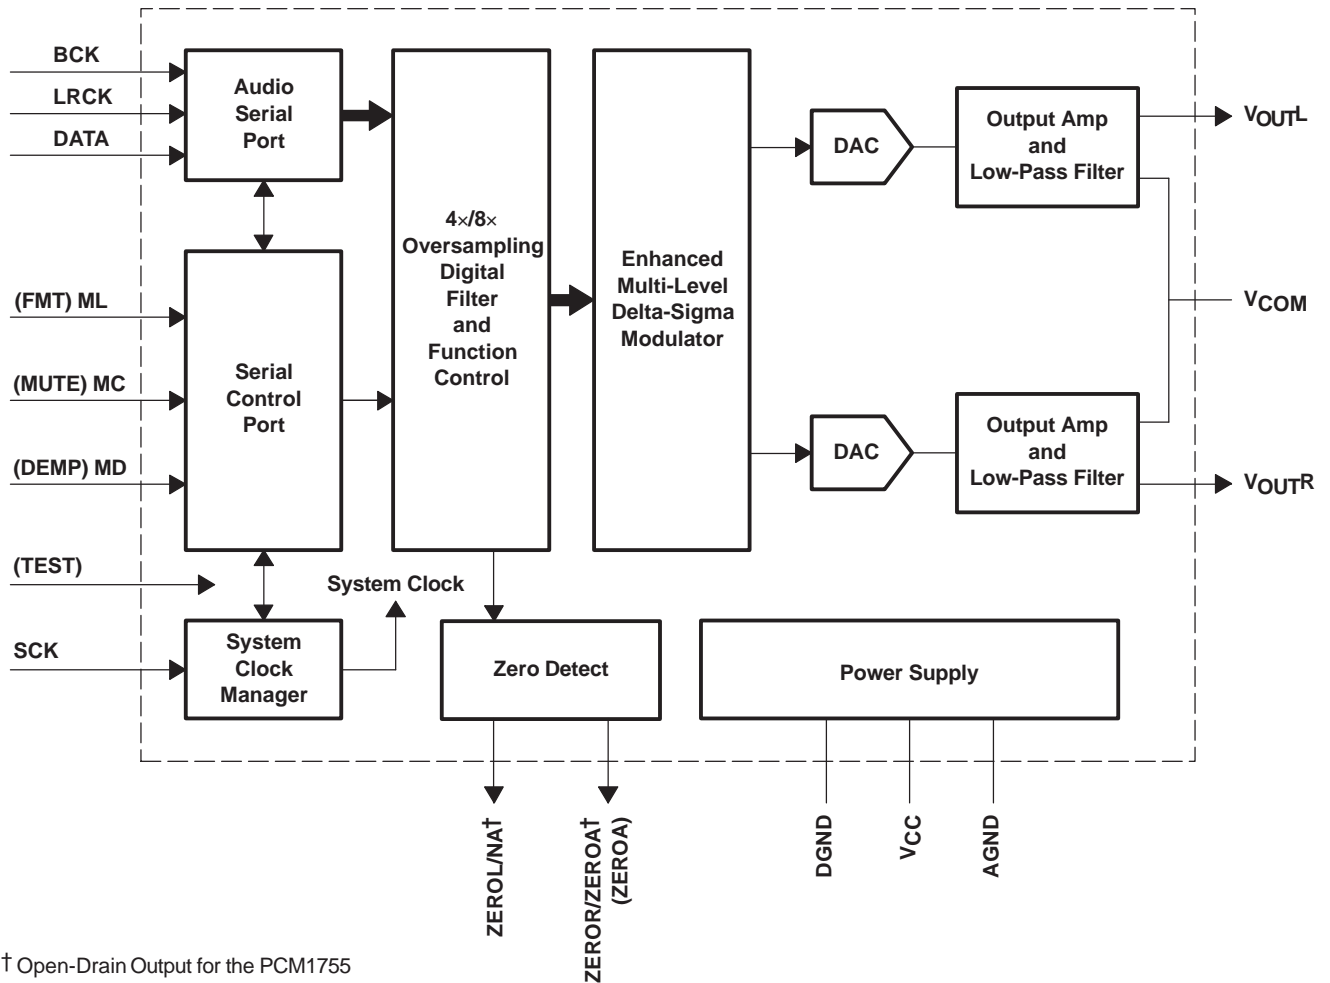 BCK
LRCK
DATA
Audio
Serial
Port
(FMT) ML
(MUTE) MC
(DEMP) MD
Serial
Control
Port
(TEST)
SCK
System
Clock
Manager
System Clock
4×/8×
Oversampling
Digital
Filter
and
Function
Control
Enhanced
Multi-Level
Delta-Sigma
Modulator
DAC
Output Amp
and
Low-Pass Filter
VOUTL
VCOM
DAC
Output Amp
and
Low-Pass Filter
VOUTR
Zero Detect
Power Supply
ZEROL/NA†
ZEROR/ZEROA†
(ZEROA)
DGND
VCC
AGND
† Open-Drain Output for the PCM1755